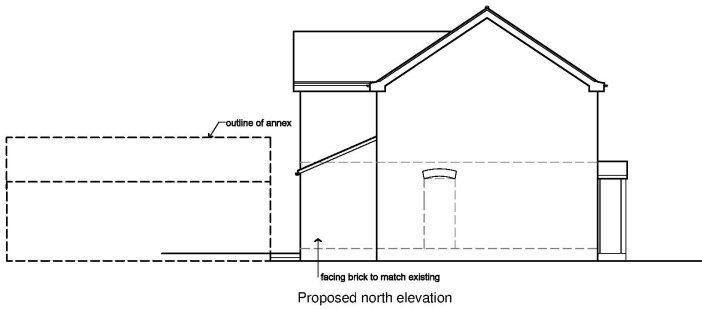 outline of annex
facing brick to match existing
Proposed north elevation